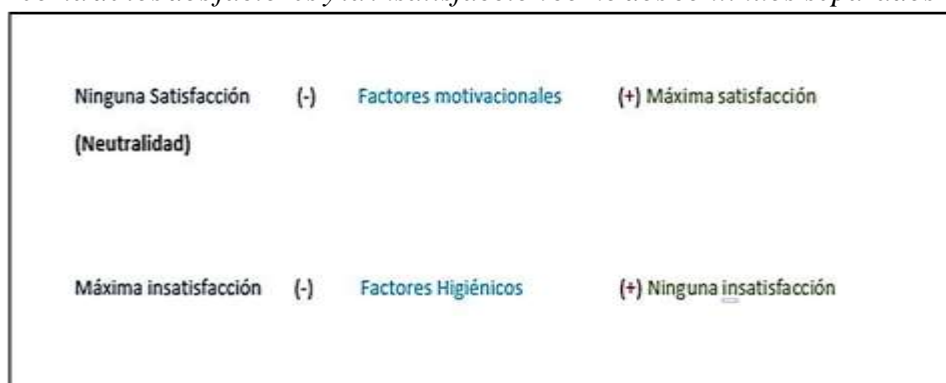 Ninguna Satisfacción (-) Factores motivacionales (+) Máxima satisfacción
(Neutralidad)
Máxima insatisfacción (-) Factores Higiénicos (+) Ninguna insatisfacción